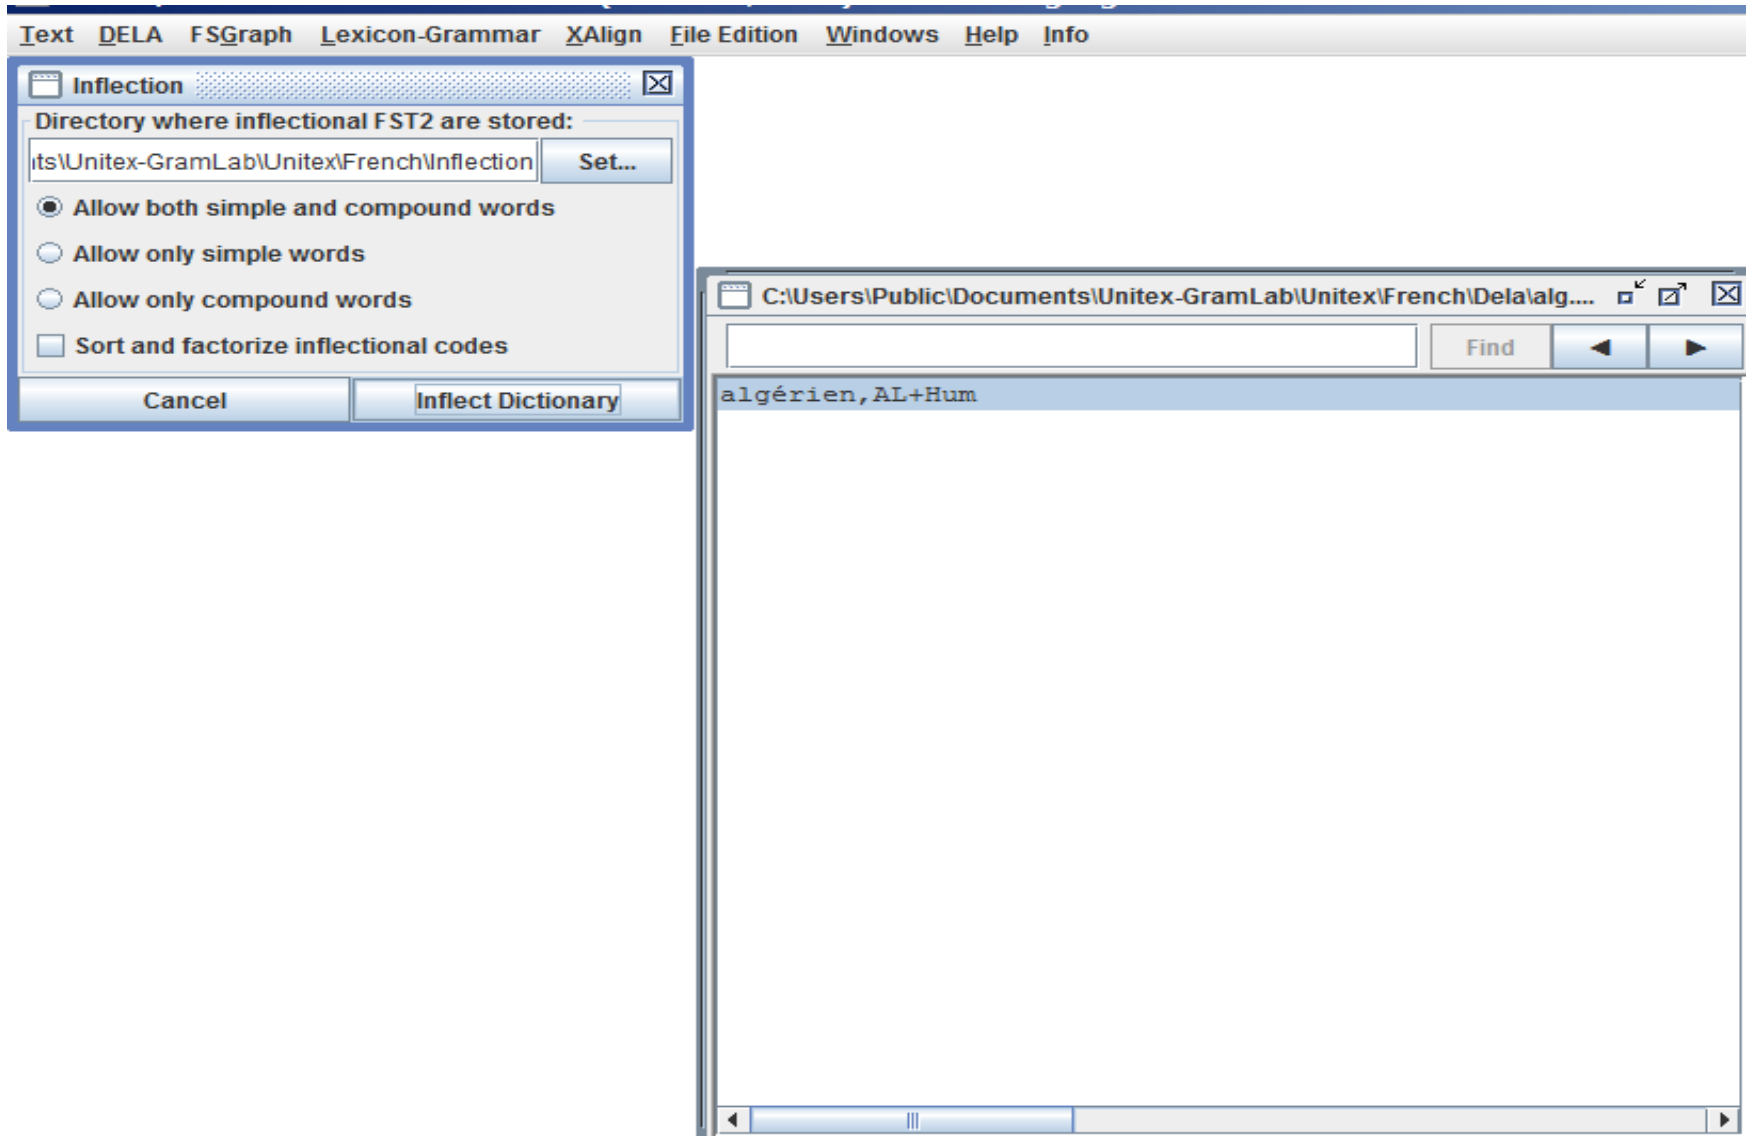 Text DELA FSGraph Lexicon-Grammar XAlign File Edition Windows Help Info
Inflection
Directory where inflectional FST2 are stored:
its\Unitex-GramLab\Unitex\French\Inflection Set...
Allow both simple and compound words
Allow only simple words
Allow only compound words
Sort and factorize inflectional codes
Cancel Inflect Dictionary
C:\Users\Public\Documents\Unitex-GramLab\Unitex\French\Dela\alg....
Find
algérien,AL+Hum